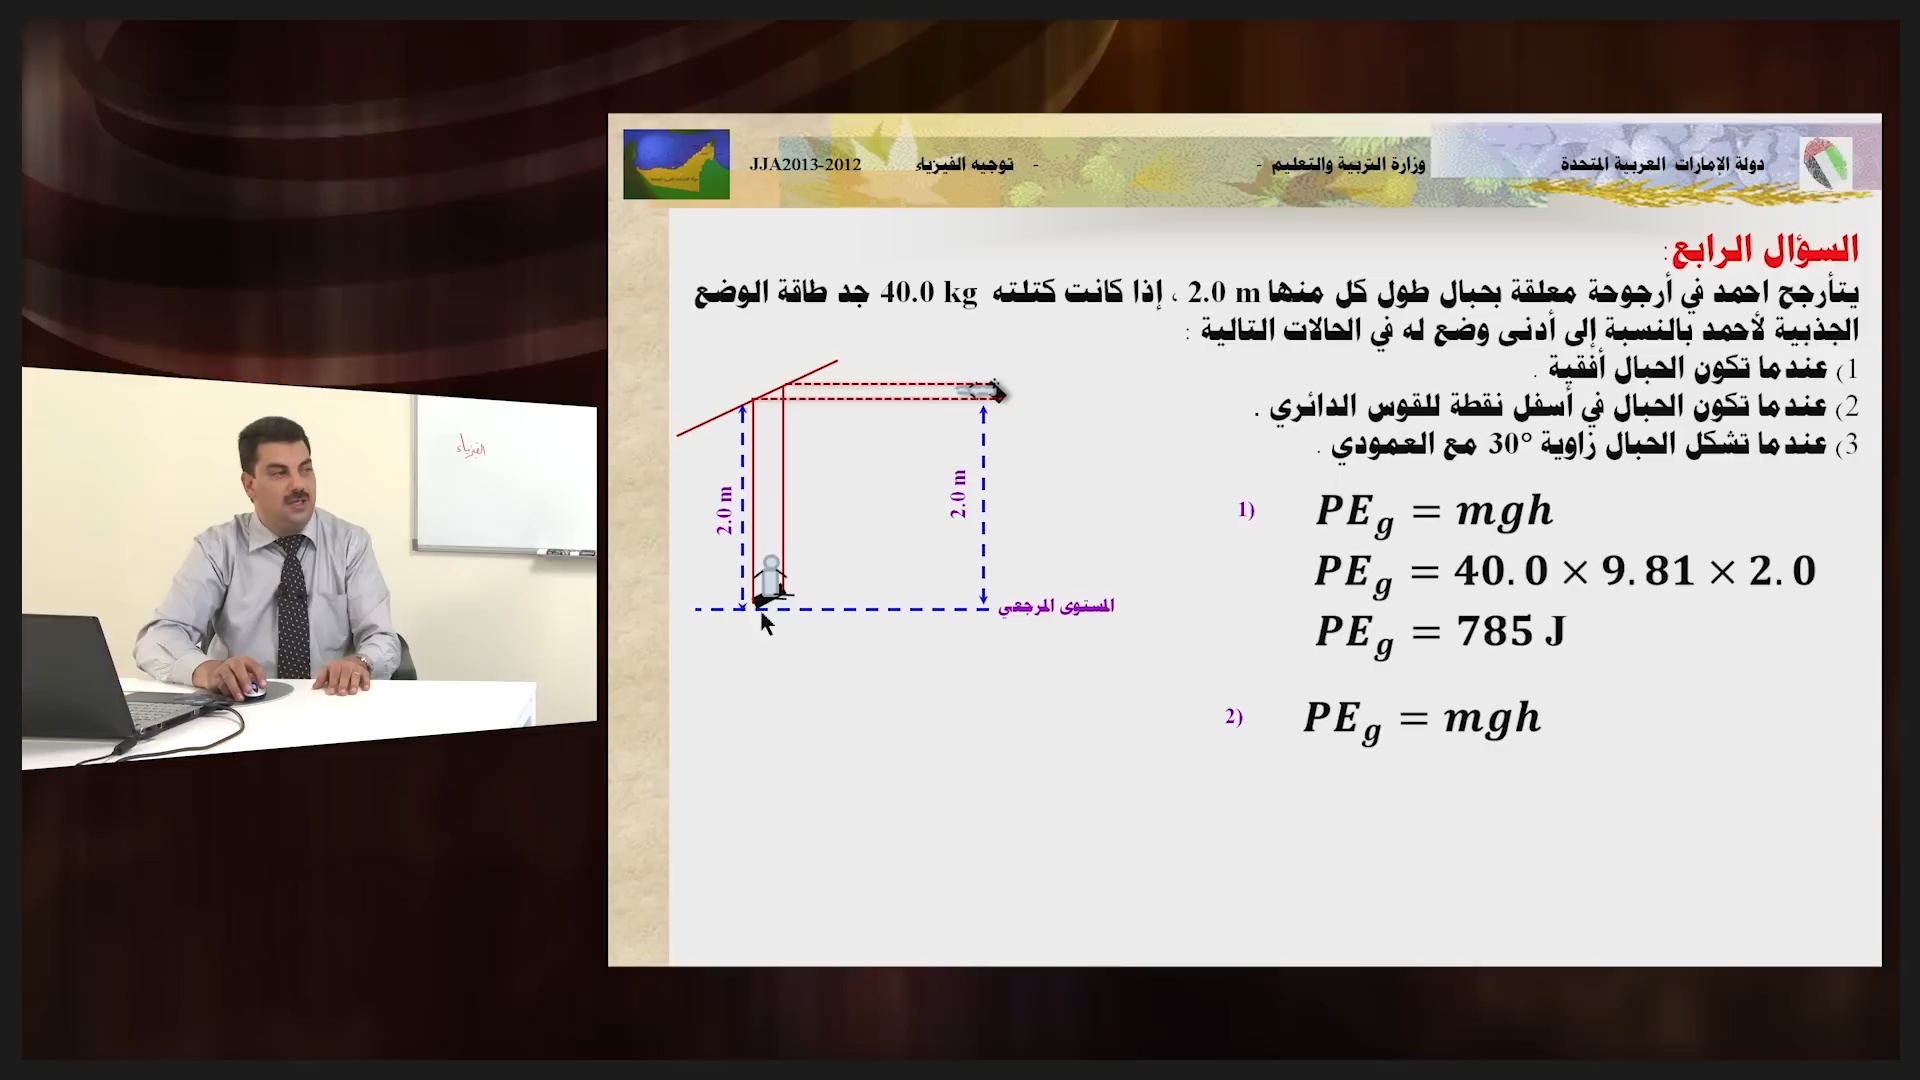 دولة الإمارات العربية المتحدة
وزارة التربية والتعليم -
- توجيه الفيزياء
JJA2013-2012
السؤال الرابع:
يتأرجح احمد في أرجوحة معلقة بحبال طول كل منها 2.0 m ، إذا كانت كتلته 40.0 kg جد طاقة الوضع
الجذبية لأحمد بالنسبة إلى أدنى وضع له في الحالات التالية :
1) عندما تكون الحبال أفقية .
2) عندما تكون الحبال في أسفل نقطة للقوس الدائري .
3) عندما تشكل الحبال زاوية 30° مع العمودي .
الفيزياء
2.0 m
2.0 m
المستوى المرجعي
1) PEg = mgh
PEg = 40.0 × 9.81 × 2.0
PEg = 785 J
2) PEg = mgh